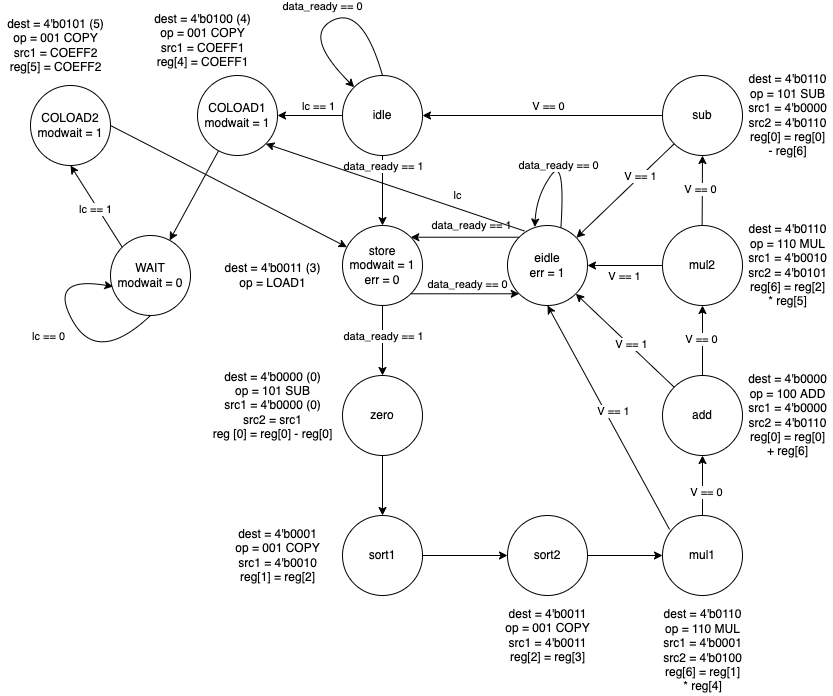 data_ready == 0
dest = 4'b0101 (5)
op = 001 COPY
src1 = COEFF2
reg[5] = COEFF2
dest = 4'b0100 (4)
op = 001 COPY
src1 = COEFF1
reg[4] = COEFF1
COLOAD2
modwait = 1
COLOAD1
modwait = 1
lc == 1
idle
V == 0
sub
dest = 4'b0110
op = 101 SUB
src1 = 4'b0000
src2 = 4'b0110
reg[0] = reg[0]
- reg[6]
data_ready == 1
data_ready == 0
V == 1
V == 0
lc
lc == 1
data_ready == 1
WAIT
modwait = 0
dest = 4'b0011 (3)
op = LOAD1
store
modwait = 1
err = 0
eidle
err = 1
V == 1
mul2
dest = 4'b0110
op = 110 MUL
src1 = 4'b0010
src2 = 4'b0101
reg[6] = reg[2]
* reg[5]
data_ready == 0
lc == 0
data_ready == 1
V == 1
V == 0
dest = 4'b0000 (0)
op = 101 SUB
src1 = 4'b0000 (0)
src2 = src1
reg [0] = reg[0] - reg[0]
zero
V == 1
add
dest = 4'b0000
op = 100 ADD
src1 = 4'b0000
src2 = 4'b0110
reg[0] = reg[0]
+ reg[6]
V == 0
dest = 4'b0001
op = 001 COPY
src1 = 4'b0010
reg[1] = reg[2]
sort1
sort2
mul1
dest = 4'b0011
op = 001 COPY
src1 = 4'b0011
reg[2] = reg[3]
dest = 4'b0110
op = 110 MUL
src1 = 4'b0001
src2 = 4'b0100
reg[6] = reg[1]
* reg[4]